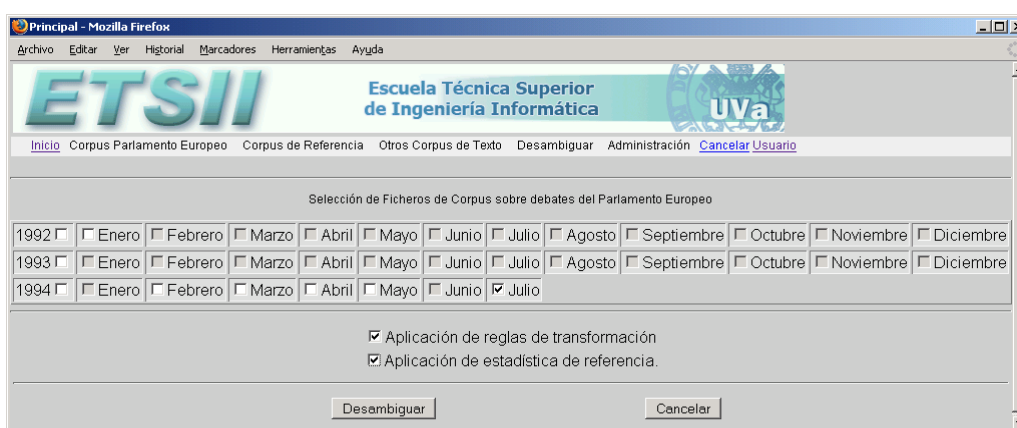 Principal - Mozilla Firefox
Archivo Editar Ver Historial Marcadores Herramientas Ayuda
ETSII Escuela Técnica Superior
de Ingeniería Informática
UVa
Inicio Corpus Parlamento Europeo Corpus de Referencia Otros Corpus de Texto Desambiguar Administración Cancelar Usuario
Selección de Ficheros de Corpus sobre debates del Parlamento Europeo
1992 Enero Febrero Marzo Abril Mayo Junio Julio Agosto Septiembre Octubre Noviembre Diciembre
1993 Enero Febrero Marzo Abril Mayo Junio Julio Agosto Septiembre Octubre Noviembre Diciembre
1994 Enero Febrero Marzo Abril Mayo Junio Julio
Aplicación de reglas de transformación
Aplicación de estadística de referencia.
Desambiguar Cancelar